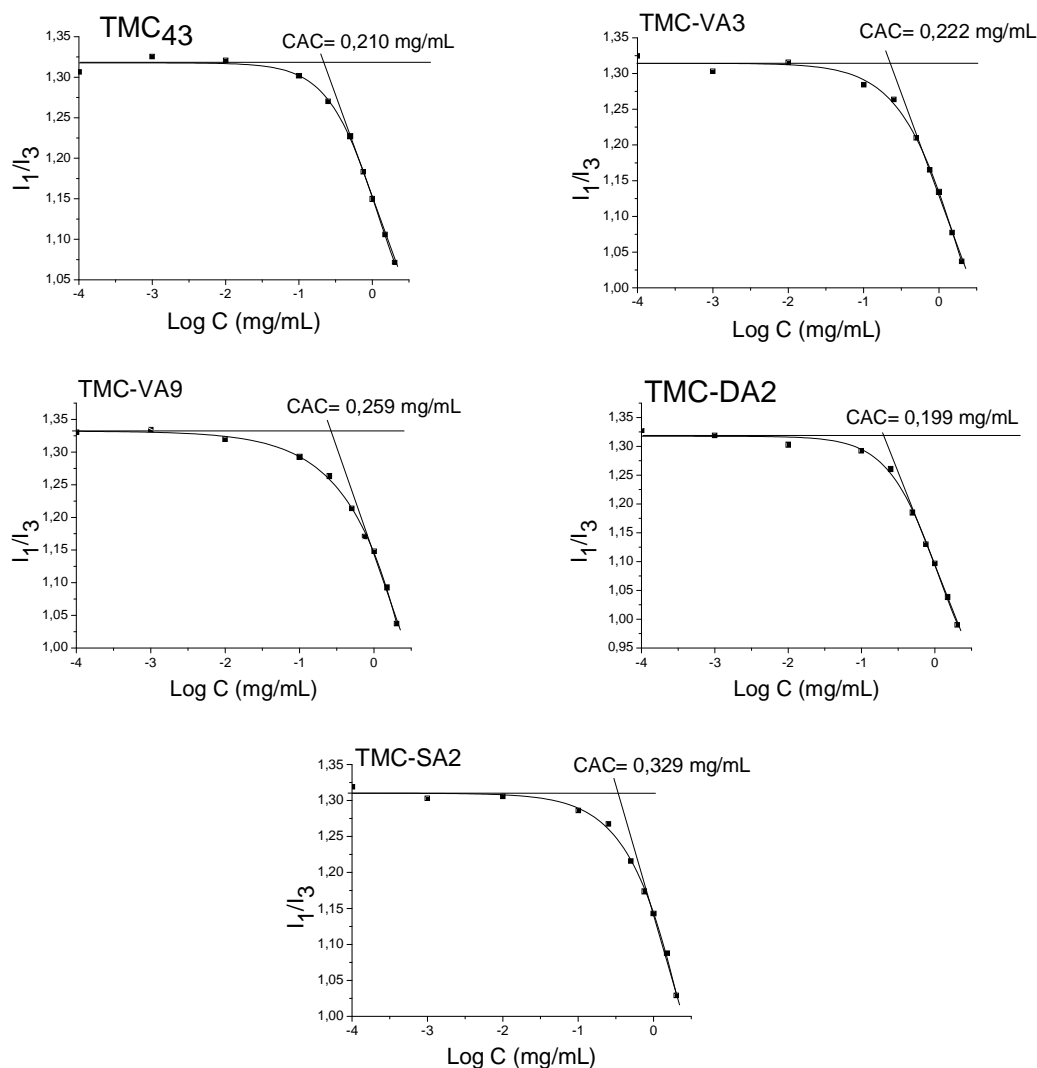 TMC43
CAC= 0,210 mg/mL
1,35
1,30
1,25
1,20
1,15
1,10
1,05
I1/I3
-4 -3 -2 -1 0
Log C (mg/mL)
TMC-VA3
CAC= 0,222 mg/mL
1,35
1,30
1,25
1,20
1,15
1,10
1,05
1,00
I1/I3
-4 -3 -2 -1 0
Log C (mg/mL)
TMC-VA9
CAC= 0,259 mg/mL
1,35
1,30
1,25
1,20
1,15
1,10
1,05
1,00
I1/I3
-4 -3 -2 -1 0
Log C (mg/mL)
TMC-DA2
CAC= 0,199 mg/mL
1,35
1,30
1,25
1,20
1,15
1,10
1,05
1,00
0,95
I1/I3
-4 -3 -2 -1 0
Log C (mg/mL)
TMC-SA2
CAC= 0,329 mg/mL
1,35
1,30
1,25
1,20
1,15
1,10
1,05
1,00
I1/I3
-4 -3 -2 -1 0
Log C (mg/mL)